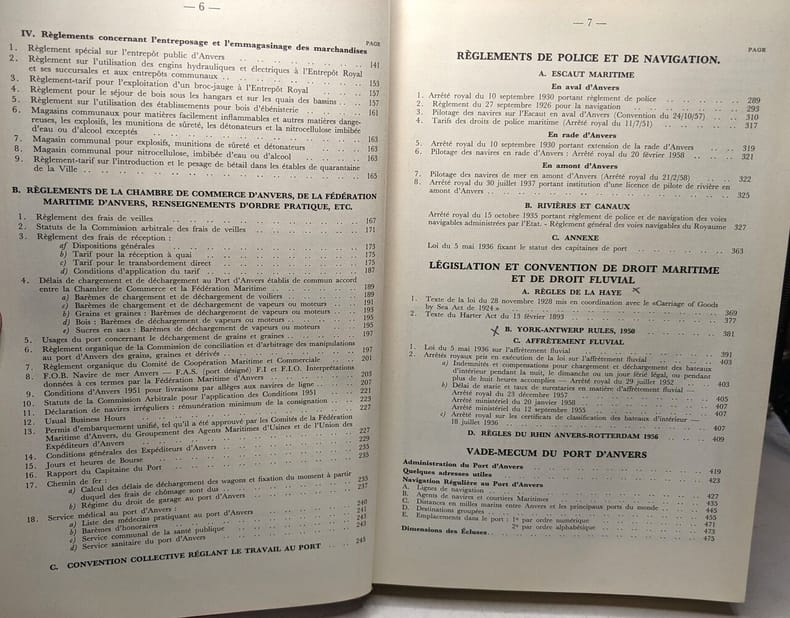 — 6 —
IV. Règlements concernant l'entreposage et l'emmagasinage des marchandises
PAGE
1. Règlement spécial sur l'entrepôt public d'Anvers . . . 141
2. Règlement sur l'utilisation des engins hydrauliques et électriques à l'Entrepôt Royal
et ses succursales et aux entrepôts communaux . . . 153
3. Règlement-tarif pour l'exploitation d'un broc-jauge à l'Entrepôt Royal . . . 157
4. Règlement pour le séjour de bois sous les hangars et sur les quais des bassins . . . 157
5. Règlement sur l'utilisation des établissements pour bois d'ébénisterie . . . 161
6. Magasins communaux pour matières facilement inflammables et autres matières dange-
reuses, les explosifs, les munitions de sûreté, les détonateurs et la nitrocellulose imbibée
d'eau ou d'alcool exceptés . . . 163
7. Magasin communal pour explosifs, munitions de sûreté et détonateurs . . . 163
8. Magasin communal pour nitrocellulose, imbibée d'eau ou d'alcool . . . 163
9. Règlement-tarif sur l'introduction et le pesage de bétail dans les étables de quarantaine
de la Ville . . . 165
B. RÈGLEMENTS DE LA CHAMBRE DE COMMERCE D'ANVERS, DE LA FÉDÉRATION
MARITIME D'ANVERS, RENSEIGNEMENTS D'ORDRE PRATIQUE, ETC.
1. Règlement des frais de veilles . . . 167
2. Statuts de la Commission arbitrale des frais de veilles . . . 171
3. Règlement des frais de réception :
a) Dispositions générales . . . 173
b) Tarif pour la réception à quai . . . 175
c) Tarif pour le transbordement direct . . . 175
d) Conditions d'application du tarif . . . 187
4. Délais de chargement et de déchargement au Port d'Anvers établis de commun accord
entre la Chambre de Commerce et la Fédération Maritime . . . 189
a) Barèmes de chargement et de déchargement de voiliers . . . 189
b) Barèmes de chargement et de déchargement de vapeurs ou moteurs . . . 191
c) Grains et graines : Barèmes de déchargement de vapeurs ou moteurs . . . 193
d) Bois : Barèmes de déchargement de vapeurs ou moteurs . . . 195
e) Sucres en sacs : Barèmes de déchargement de vapeurs ou moteurs . . . 195
5. Usages du port concernant le déchargement de grains et graines . . . 197
6. Règlement organique de la Commission de conciliation et d'arbitrage des manipulations
au port d'Anvers des grains, graines et dérivés . . . 197
7. Règlement organique du Comité de Coopération Maritime et Commerciale . . . 201
8. F.O.B. Navire de mer Anvers — F.A.S. (port désigné) F.I. et F.I.O. Interprétations
données à ces termes par la Fédération Maritime d'Anvers . . . 203
9. Conditions d'Anvers 1951 pour livraisons par allèges aux navires de ligne . . . 207
10. Statuts de la Commission Arbitrale pour l'application des Conditions 1951 . . . 221
11. Déclaration de navires irréguliers : rémunération minimum de la consignation . . . 223
12. Usual Business Hours . . . 227
13. Permis d'embarquement unifié, tel qu'il a été approuvé par les Comités de la Fédération
Maritime d'Anvers, du Groupement des Agents Maritimes d'Usines et de l'Union des
Expéditeurs d'Anvers . . . 227
14. Conditions générales des Expéditeurs d'Anvers . . . 229
15. Jours et heures de Bourse . . . 235
16. Rapport du Capitaine du Port . . . 235
17. Chemin de fer :
a) Calcul des délais de déchargement des wagons et fixation du moment à partir
duquel des frais de chômage sont dus . . . 235
b) Régime du droit de garage au port d'Anvers . . . 237
18. Service médical au port d'Anvers :
a) Liste des médecins pratiquant au port d'Anvers . . . 240
b) Barèmes d'honoraires . . . 241
c) Service communal de la santé publique . . . 243
d) Service sanitaire du port d'Anvers . . . 243
C. CONVENTION COLLECTIVE RÉGLANT LE TRAVAIL AU PORT . . . 245
— 7 —
PAGE
RÈGLEMENTS DE POLICE ET DE NAVIGATION.
A. ESCAUT MARITIME
En aval d'Anvers
1. Arrêté royal du 10 septembre 1930 portant règlement de police . . . 289
2. Règlement du 27 septembre 1926 pour la navigation . . . 293
3. Pilotage des navires sur l'Escaut en aval d'Anvers (Convention du 24/10/57) . . . 310
4. Tarifs des droits de police maritime (Arrêté royal du 11/7/51) . . . 317
En rade d'Anvers
5. Arrêté royal du 10 septembre 1930 portant extension de la rade d'Anvers . . . 319
6. Pilotage des navires en rade d'Anvers : Arrêté royal du 20 février 1958 . . . 321
En amont d'Anvers
7. Pilotage de navires de mer en amont d'Anvers (Arrêté royal du 21/2/58) . . . 322
8. Arrêté royal du 30 juillet 1937 portant institution d'une licence de pilote de rivière en
amont d'Anvers . . . 325
B. RIVIÈRES ET CANAUX
Arrêté royal du 15 octobre 1935 portant règlement de police et de navigation des voies
navigables administrées par l'Etat. - Règlement général des voies navigables du Royaume 327
C. ANNEXE
Loi du 5 mai 1936 fixant le statut des capitaines de port . . . 363
LÉGISLATION ET CONVENTION DE DROIT MARITIME
ET DE DROIT FLUVIAL
A. RÈGLES DE LA HAYE ×
1. Texte de la loi du 28 novembre 1928 mis en coordination avec le «Carriage of Goods
by Sea Act de 1924» . . . 369
2. Texte du Harter Act du 13 février 1893 . . . 377
× B. YORK-ANTWERP RULES, 1950 . . . 381
C. AFFRÈTEMENT FLUVIAL
1. Loi du 5 mai 1936 sur l'affrètement fluvial . . . 391
2. Arrêtés royaux pris en exécution de la loi sur l'affrètement fluvial . . . 403
a) Indemnités et compensations pour chargement et déchargement des bateaux
d'intérieur pendant la nuit, le dimanche ou un jour férié légal, ou pendant
plus de huit heures accomplies — Arrêté royal du 29 juillet 1952 . . . 403
b) Délai de starie et taux surestaries en matière d'affrètement fluvial.
Arrêté royal du 23 décembre 1957 . . . 405
Arrêté ministériel du 20 janvier 1958 . . . 407
Arrêté ministériel du 12 septembre 1955 . . . 407
c) Arrêté royal sur les certificats de classification des bateaux d'intérieur —
18 juillet 1936 . . . 407
D. RÈGLES DU RHIN ANVERS-ROTTERDAM 1956 . . . 409
VADE-MECUM DU PORT D'ANVERS
Administration du Port d'Anvers . . . 419
Quelques adresses utiles . . . 423
Navigation Régulière au Port d'Anvers
A. Lignes de navigation . . . 427
B. Agents de navires et courtiers Maritimes . . . 435
C. Distances en milles marins entre Anvers et les principaux ports du monde . . . 445
D. Destinations groupées . . . 455
E. Emplacements dans le port : 1º par ordre numérique . . . 471
2º par ordre alphabétique . . . 473
Dimensions des Écluses . . . 475